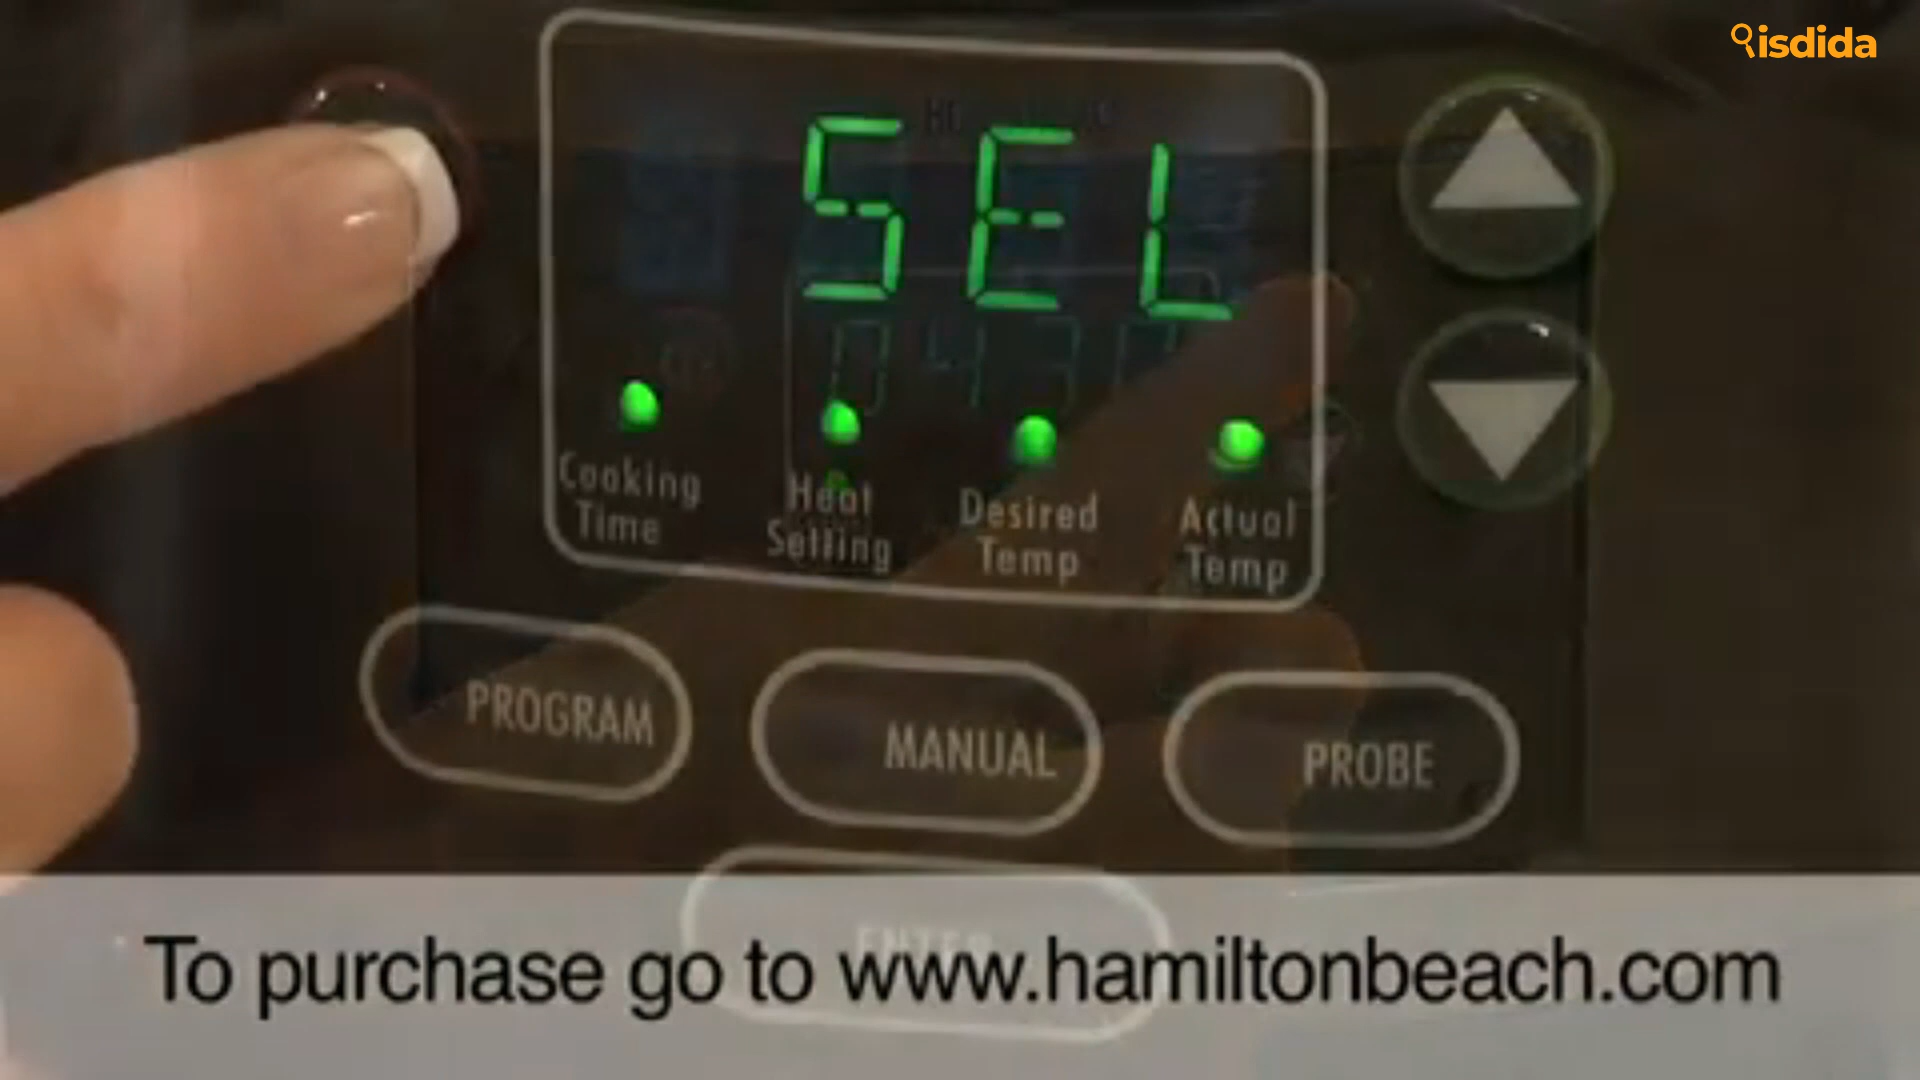 isdida
SEL
Cooking
Time
Heat
Setting
Desired
Temp
Actual
Temp
PROGRAM
MANUAL
PROBE
ENTER
To purchase go to www.hamiltonbeach.com